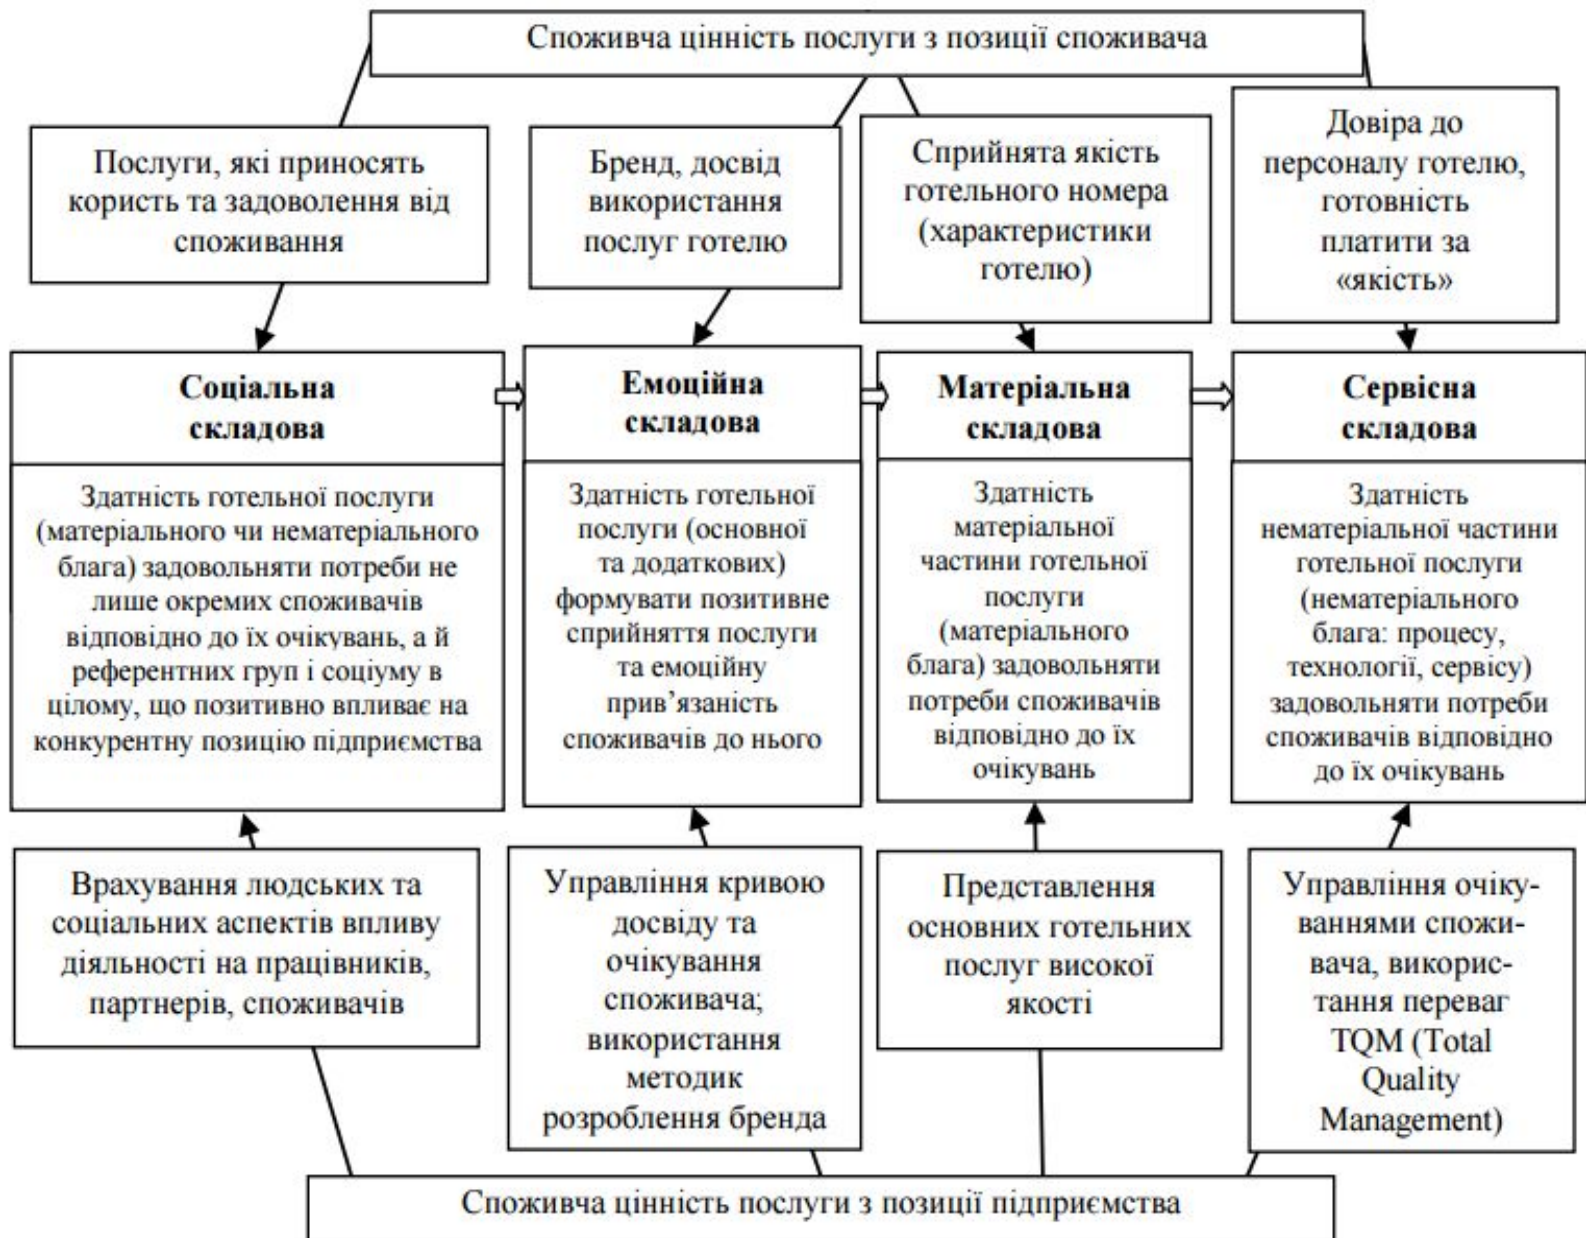 Споживча цінність послуги з позиції споживача
Послуги, які приносять
користь та задоволення від
споживання
Бренд, досвід
використання
послуг готелю
Сприйнята якість
готельного номера
(характеристики
готелю)
Довіра до
персоналу готелю,
готовність
платити за
«якість»
Соціальна
складова
Емоційна
складова
Матеріальна
складова
Сервісна
складова
Здатність готельної послуги
(матеріального чи нематеріального
блага) задовольняти потреби не
лише окремих споживачів
відповідно до їх очікувань, а й
референтних груп і соціуму в
цілому, що позитивно впливає на
конкурентну позицію підприємства
Здатність готельної
послуги (основної
та додаткових)
формувати позитивне
сприйняття послуги
та емоційну
прив’язаність
споживачів до нього
Здатність
матеріальної
частини готельної
послуги
(матеріального
блага) задовольняти
потреби споживачів
відповідно до їх
очікувань
Здатність
нематеріальної частини
готельної послуги
(нематеріального
блага: процесу,
технології, сервісу)
задовольняти потреби
споживачів відповідно
до їх очікувань
Врахування людських та
соціальних аспектів впливу
діяльності на працівників,
партнерів, споживачів
Управління кривою
досвіду та
очікування
споживача;
використання
методик
розроблення бренда
Представлення
основних готельних
послуг високої
якості
Управління очіку-
ваннями спожи-
вача, викорис-
тання переваг
TQM (Total
Quality
Management)
Споживча цінність послуги з позиції підприємства